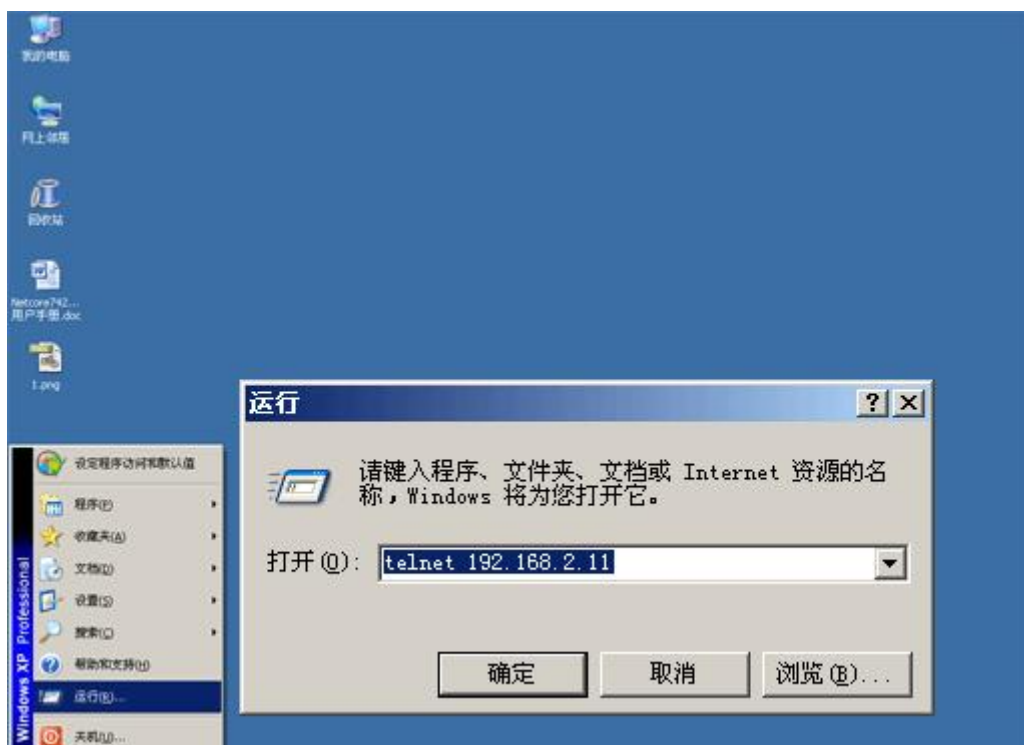 我的电脑
网上邻居
回收站
Netcore742...
用户手册.doc
1.png
运行
请键入程序、文件夹、文档或 Internet 资源的名
称，Windows 将为您打开它。
打开(O):
telnet 192.168.2.11
确定
取消
浏览(B)...
Windows XP Professional
设定程序访问和默认值
程序(P)
收藏夹(A)
文档(D)
设置(S)
搜索(C)
帮助和支持(H)
运行(R)...
关机(U)...